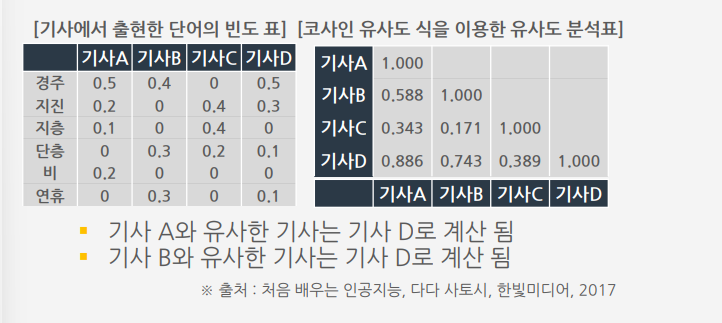 [기사에서 출현한 단어의 빈도 표] [코사인 유사도 식을 이용한 유사도 분석표]
기사A 기사B 기사C 기사D
경주 0.5 0.4 0 0.5
지진 0.2 0 0.4 0.3
지층 0.1 0 0.4 0
단층 0 0.3 0.2 0.1
비 0.2 0 0 0
연휴 0 0.3 0 0.1
기사A 1.000
기사B 0.588 1.000
기사C 0.343 0.171 1.000
기사D 0.886 0.743 0.389 1.000
기사A 기사B 기사C 기사D
▪ 기사 A와 유사한 기사는 기사 D로 계산 됨
▪ 기사 B와 유사한 기사는 기사 D로 계산 됨
※ 출처 : 처음 배우는 인공지능, 다다 사토시, 한빛미디어, 2017